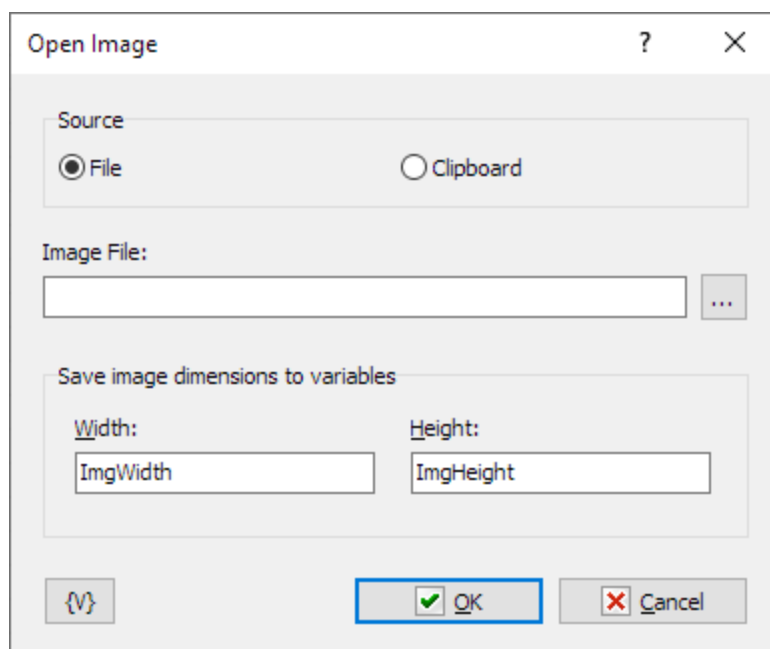 Open Image ?
Source
File Clipboard
Image File:
...
Save image dimensions to variables
Width: Height:
ImgWidth ImgHeight
{V} OK Cancel